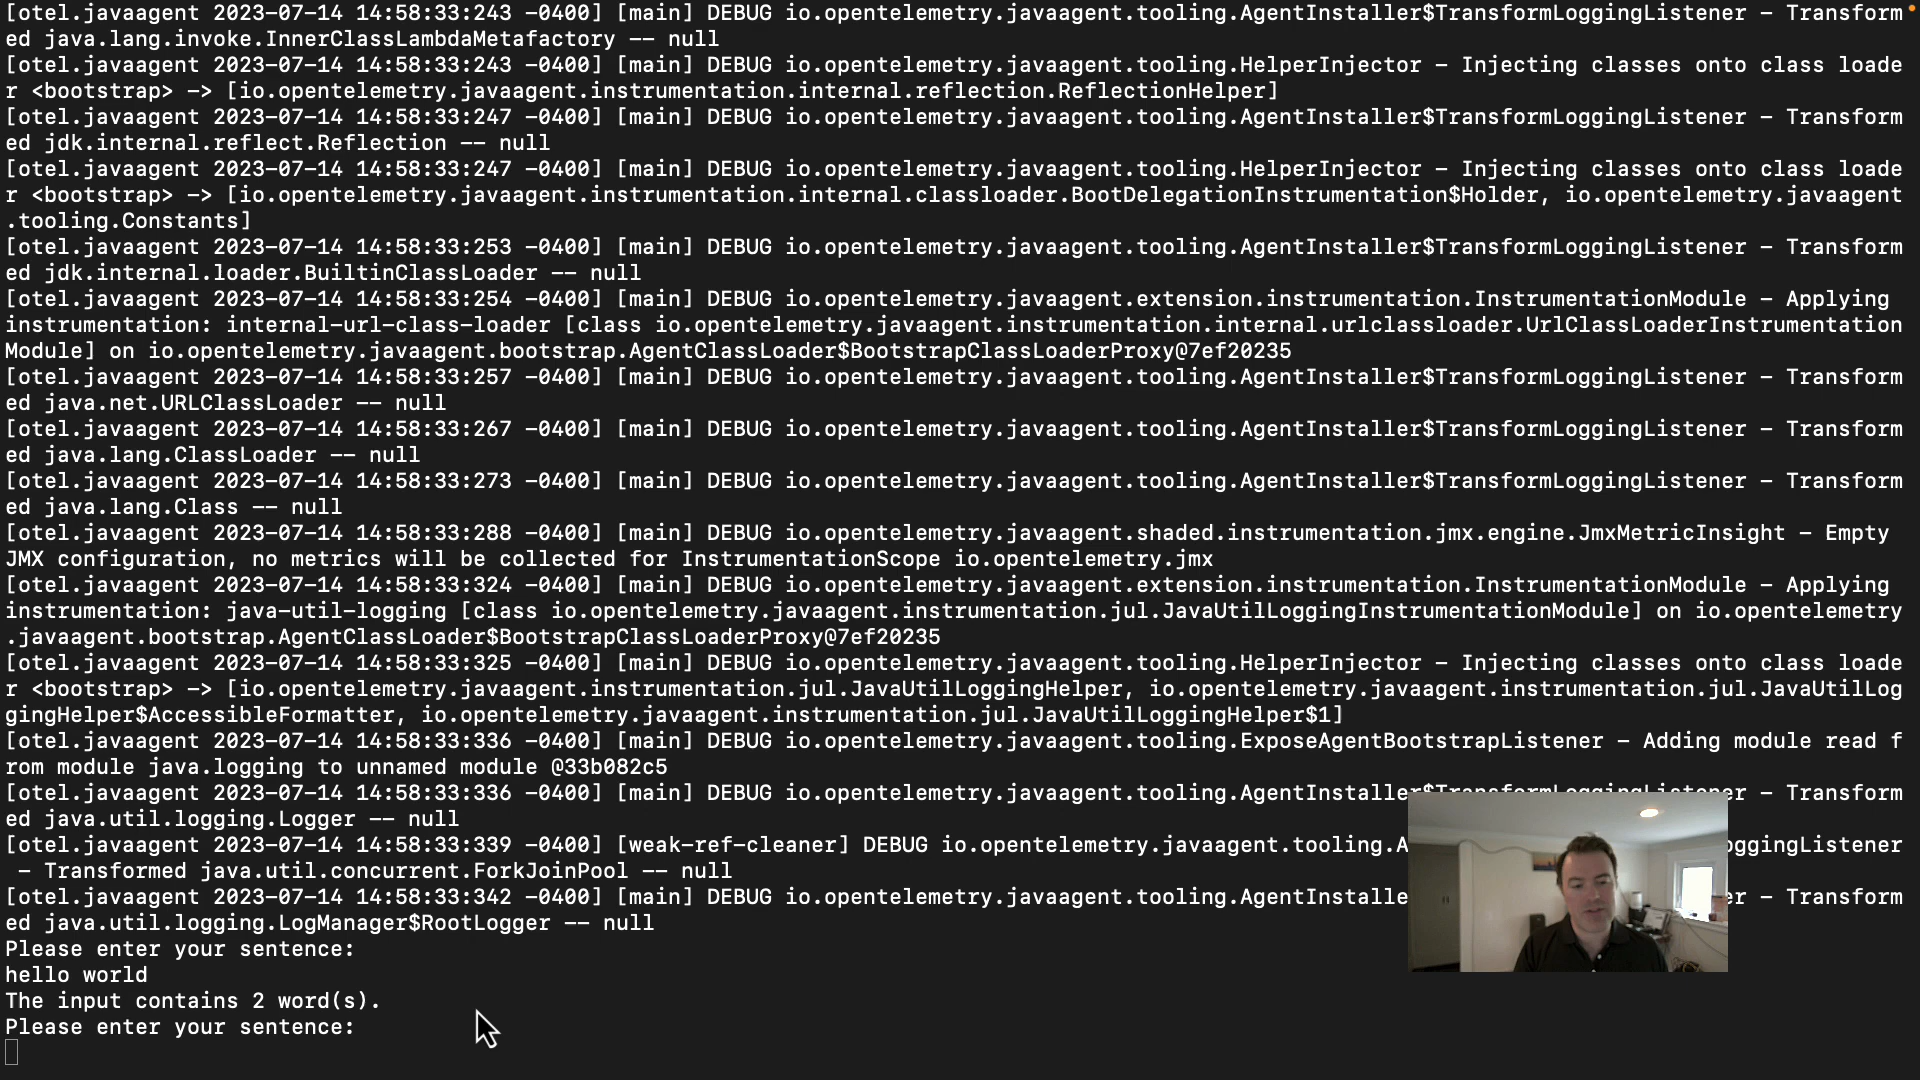 [otel.javaagent 2023-07-14 14:58:33:243 -0400] [main] DEBUG io.opentelemetry.javaagent.tooling.AgentInstaller$TransformLoggingListener - Transform
ed java.lang.invoke.InnerClassLambdaMetafactory -- null
[otel.javaagent 2023-07-14 14:58:33:243 -0400] [main] DEBUG io.opentelemetry.javaagent.tooling.HelperInjector - Injecting classes onto class loade
r <bootstrap> -> [io.opentelemetry.javaagent.instrumentation.internal.reflection.ReflectionHelper]
[otel.javaagent 2023-07-14 14:58:33:247 -0400] [main] DEBUG io.opentelemetry.javaagent.tooling.AgentInstaller$TransformLoggingListener - Transform
ed jdk.internal.reflect.Reflection -- null
[otel.javaagent 2023-07-14 14:58:33:247 -0400] [main] DEBUG io.opentelemetry.javaagent.tooling.HelperInjector - Injecting classes onto class loade
r <bootstrap> -> [io.opentelemetry.javaagent.instrumentation.internal.classloader.BootDelegationInstrumentation$Holder, io.opentelemetry.javaagent
.tooling.Constants]
[otel.javaagent 2023-07-14 14:58:33:253 -0400] [main] DEBUG io.opentelemetry.javaagent.tooling.AgentInstaller$TransformLoggingListener - Transform
ed jdk.internal.loader.BuiltinClassLoader -- null
[otel.javaagent 2023-07-14 14:58:33:254 -0400] [main] DEBUG io.opentelemetry.javaagent.extension.instrumentation.InstrumentationModule - Applying
instrumentation: internal-url-class-loader [class io.opentelemetry.javaagent.instrumentation.internal.urlclassloader.UrlClassLoaderInstrumentation
Module] on io.opentelemetry.javaagent.bootstrap.AgentClassLoader$BootstrapClassLoaderProxy@7ef20235
[otel.javaagent 2023-07-14 14:58:33:257 -0400] [main] DEBUG io.opentelemetry.javaagent.tooling.AgentInstaller$TransformLoggingListener - Transform
ed java.net.URLClassLoader -- null
[otel.javaagent 2023-07-14 14:58:33:267 -0400] [main] DEBUG io.opentelemetry.javaagent.tooling.AgentInstaller$TransformLoggingListener - Transform
ed java.lang.ClassLoader -- null
[otel.javaagent 2023-07-14 14:58:33:273 -0400] [main] DEBUG io.opentelemetry.javaagent.tooling.AgentInstaller$TransformLoggingListener - Transform
ed java.lang.Class -- null
[otel.javaagent 2023-07-14 14:58:33:288 -0400] [main] DEBUG io.opentelemetry.javaagent.shaded.instrumentation.jmx.engine.JmxMetricInsight - Empty
JMX configuration, no metrics will be collected for InstrumentationScope io.opentelemetry.jmx
[otel.javaagent 2023-07-14 14:58:33:324 -0400] [main] DEBUG io.opentelemetry.javaagent.extension.instrumentation.InstrumentationModule - Applying
instrumentation: java-util-logging [class io.opentelemetry.javaagent.instrumentation.jul.JavaUtilLoggingInstrumentationModule] on io.opentelemetry
.javaagent.bootstrap.AgentClassLoader$BootstrapClassLoaderProxy@7ef20235
[otel.javaagent 2023-07-14 14:58:33:325 -0400] [main] DEBUG io.opentelemetry.javaagent.tooling.HelperInjector - Injecting classes onto class loade
r <bootstrap> -> [io.opentelemetry.javaagent.instrumentation.jul.JavaUtilLoggingHelper, io.opentelemetry.javaagent.instrumentation.jul.JavaUtilLog
gingHelper$AccessibleFormatter, io.opentelemetry.javaagent.instrumentation.jul.JavaUtilLoggingHelper$1]
[otel.javaagent 2023-07-14 14:58:33:336 -0400] [main] DEBUG io.opentelemetry.javaagent.tooling.ExposeAgentBootstrapListener - Adding module read f
rom module java.logging to unnamed module @33b082c5
[otel.javaagent 2023-07-14 14:58:33:336 -0400] [main] DEBUG io.opentelemetry.javaagent.tooling.AgentInstaller$TransformLoggingListener - Transform
ed java.util.logging.Logger -- null
[otel.javaagent 2023-07-14 14:58:33:339 -0400] [weak-ref-cleaner] DEBUG io.opentelemetry.javaagent.tooling.A oggingListener
- Transformed java.util.concurrent.ForkJoinPool -- null
[otel.javaagent 2023-07-14 14:58:33:342 -0400] [main] DEBUG io.opentelemetry.javaagent.tooling.AgentInstalle r - Transform
ed java.util.logging.LogManager$RootLogger -- null
Please enter your sentence:
hello world
The input contains 2 word(s).
Please enter your sentence: